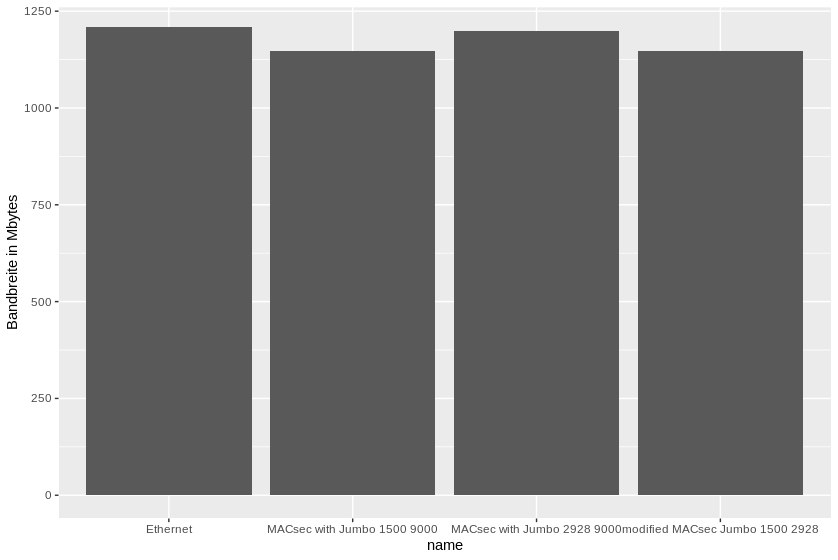 1250
1000
750
500
250
0
Bandbreite in Mbytes
Ethernet
MACsec with Jumbo 1500 9000
MACsec with Jumbo 2928 9000
modified MACsec Jumbo 1500 2928
name